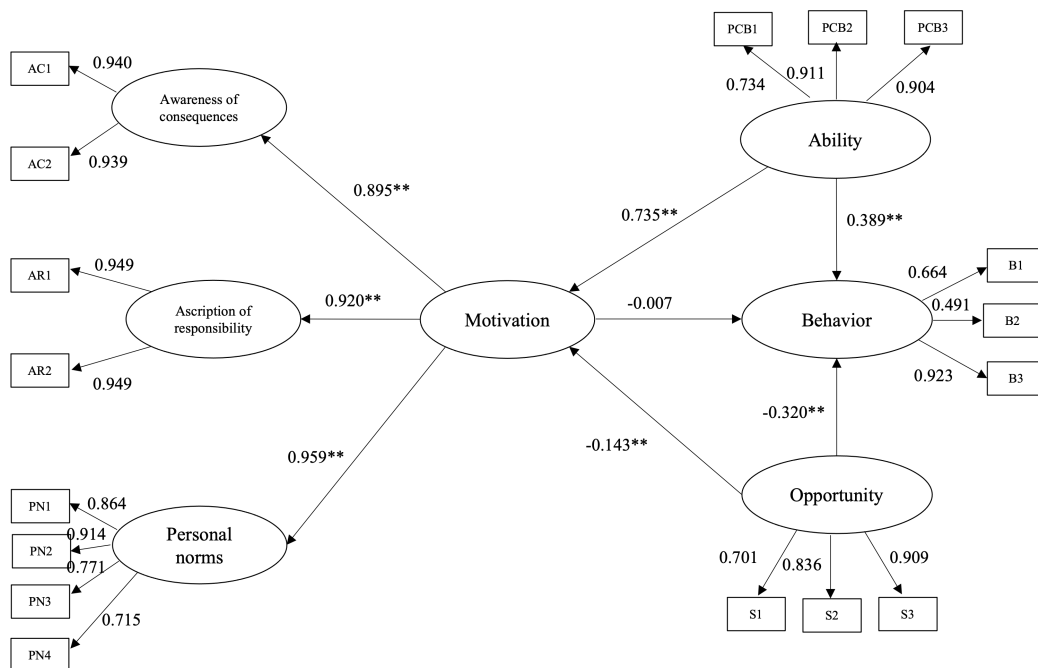 PCB1
PCB2
PCB3
AC1
0.940
0.734
0.911
0.904
Awareness of
consequences
Ability
AC2
0.939
0.895**
0.735**
0.389**
AR1
0.949
B1
0.664
Ascription of
responsibility
0.920**
Motivation
-0.007
Behavior
0.491
B2
AR2
0.949
0.923
B3
-0.320**
-0.143**
0.959**
PN1
0.864
Opportunity
PN2
0.914
Personal
norms
0.771
0.701
0.836
0.909
PN3
0.715
S1
S2
S3
PN4